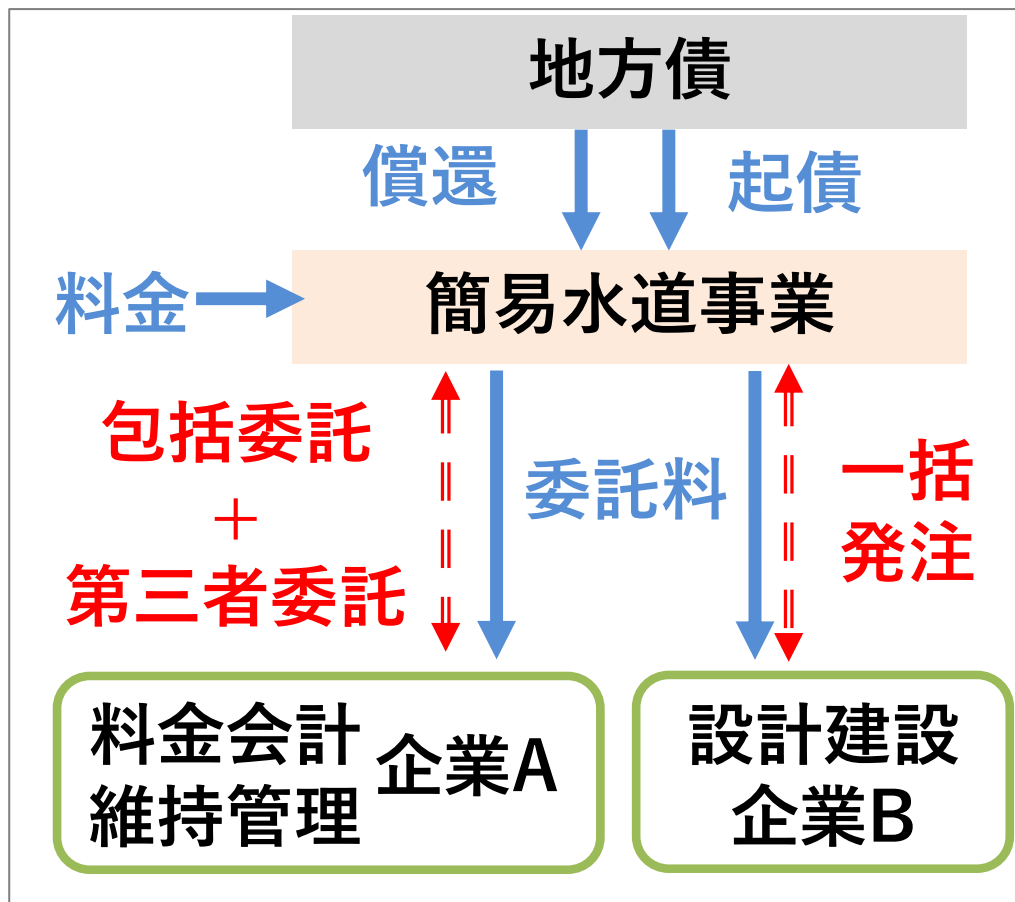 地方債
償還
起債
料金
簡易水道事業
包括委託
＋
第三者委託
委託料
一括
発注
料金会計
維持管理
企業A
設計建設
企業B